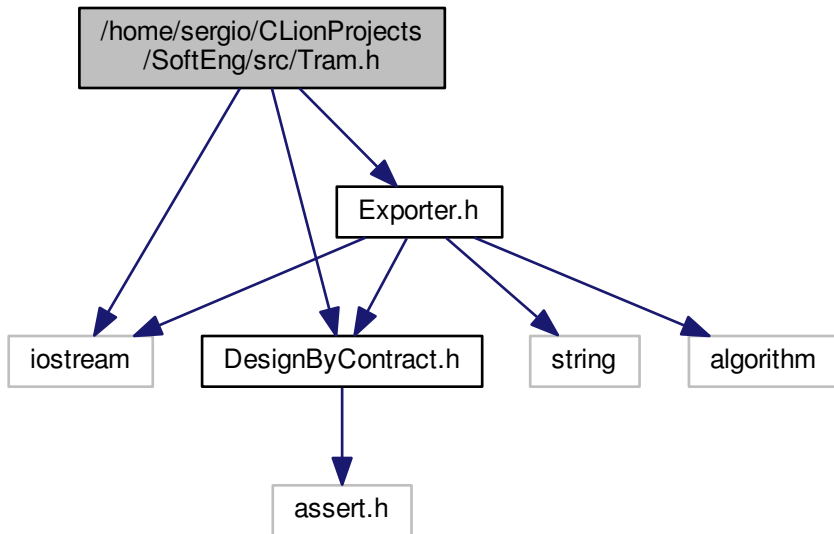 /home/sergio/CLionProjects
/SoftEng/src/Tram.h
Exporter.h
iostream
DesignByContract.h
string
algorithm
assert.h